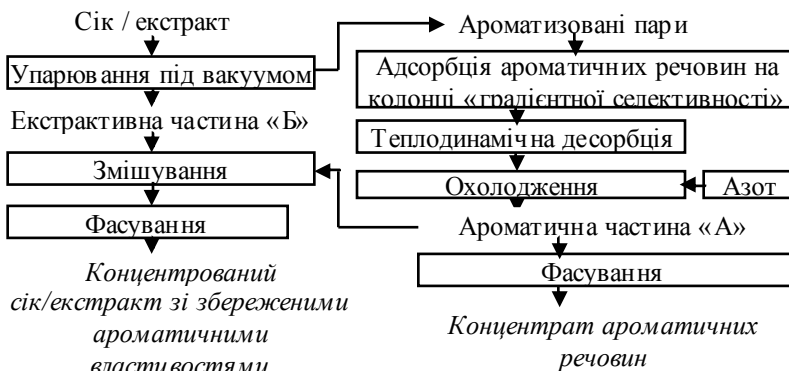 Сік / екстракт
Упарювання під вакуумом
Екстрактивна частина «Б»
Змішування
Фасування
Концентрований
сік/екстракт зі збереженими
ароматичними
властивостями
Ароматизовані пари
Адсорбція ароматичних речовин на
колонці «градієнтної селективності»
Теплодинамічна десорбція
Охолодження
Азот
Ароматична частина «А»
Фасування
Концентрат ароматичних
речовин